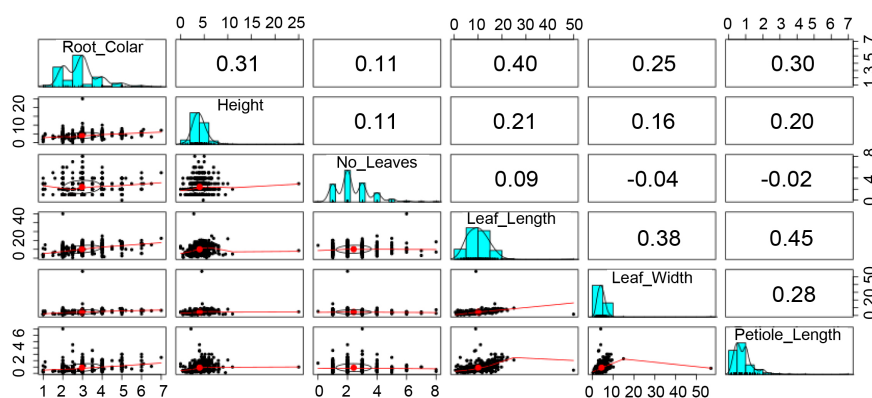 0 5 10 15 20 25 0 10 20 30 40 50 0 1 2 3 4 5 6 7
Root_Colar 0.31 0.11 0.40 0.25 0.30 1 3 5 7
0 10 20 Height 0.11 0.21 0.16 0.20
No_Leaves 0.09 -0.04 -0.02 0 4 8
0 20 40 Leaf_Length 0.38 0.45
Leaf_Width 0.28 0 20 50
0 2 4 6 Petiole_Length
1 2 3 4 5 6 7 0 2 4 6 8 0 10 20 30 40 50